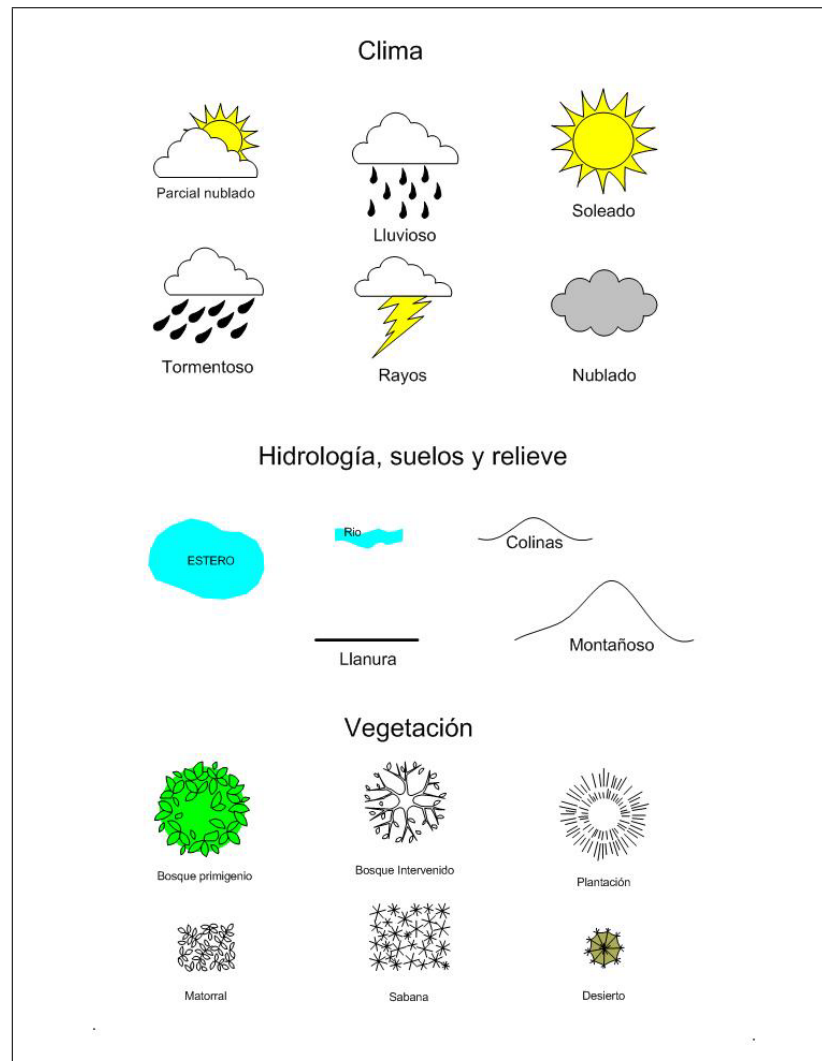 Clima
Parcial nublado
Lluvioso
Soleado
Tormentoso
Rayos
Nublado
Hidrología, suelos y relieve
ESTERO
Rio
Colinas
Llanura
Montañoso
Vegetación
Bosque primigenio
Bosque Intervenido
Plantación
Matorral
Sabana
Desierto